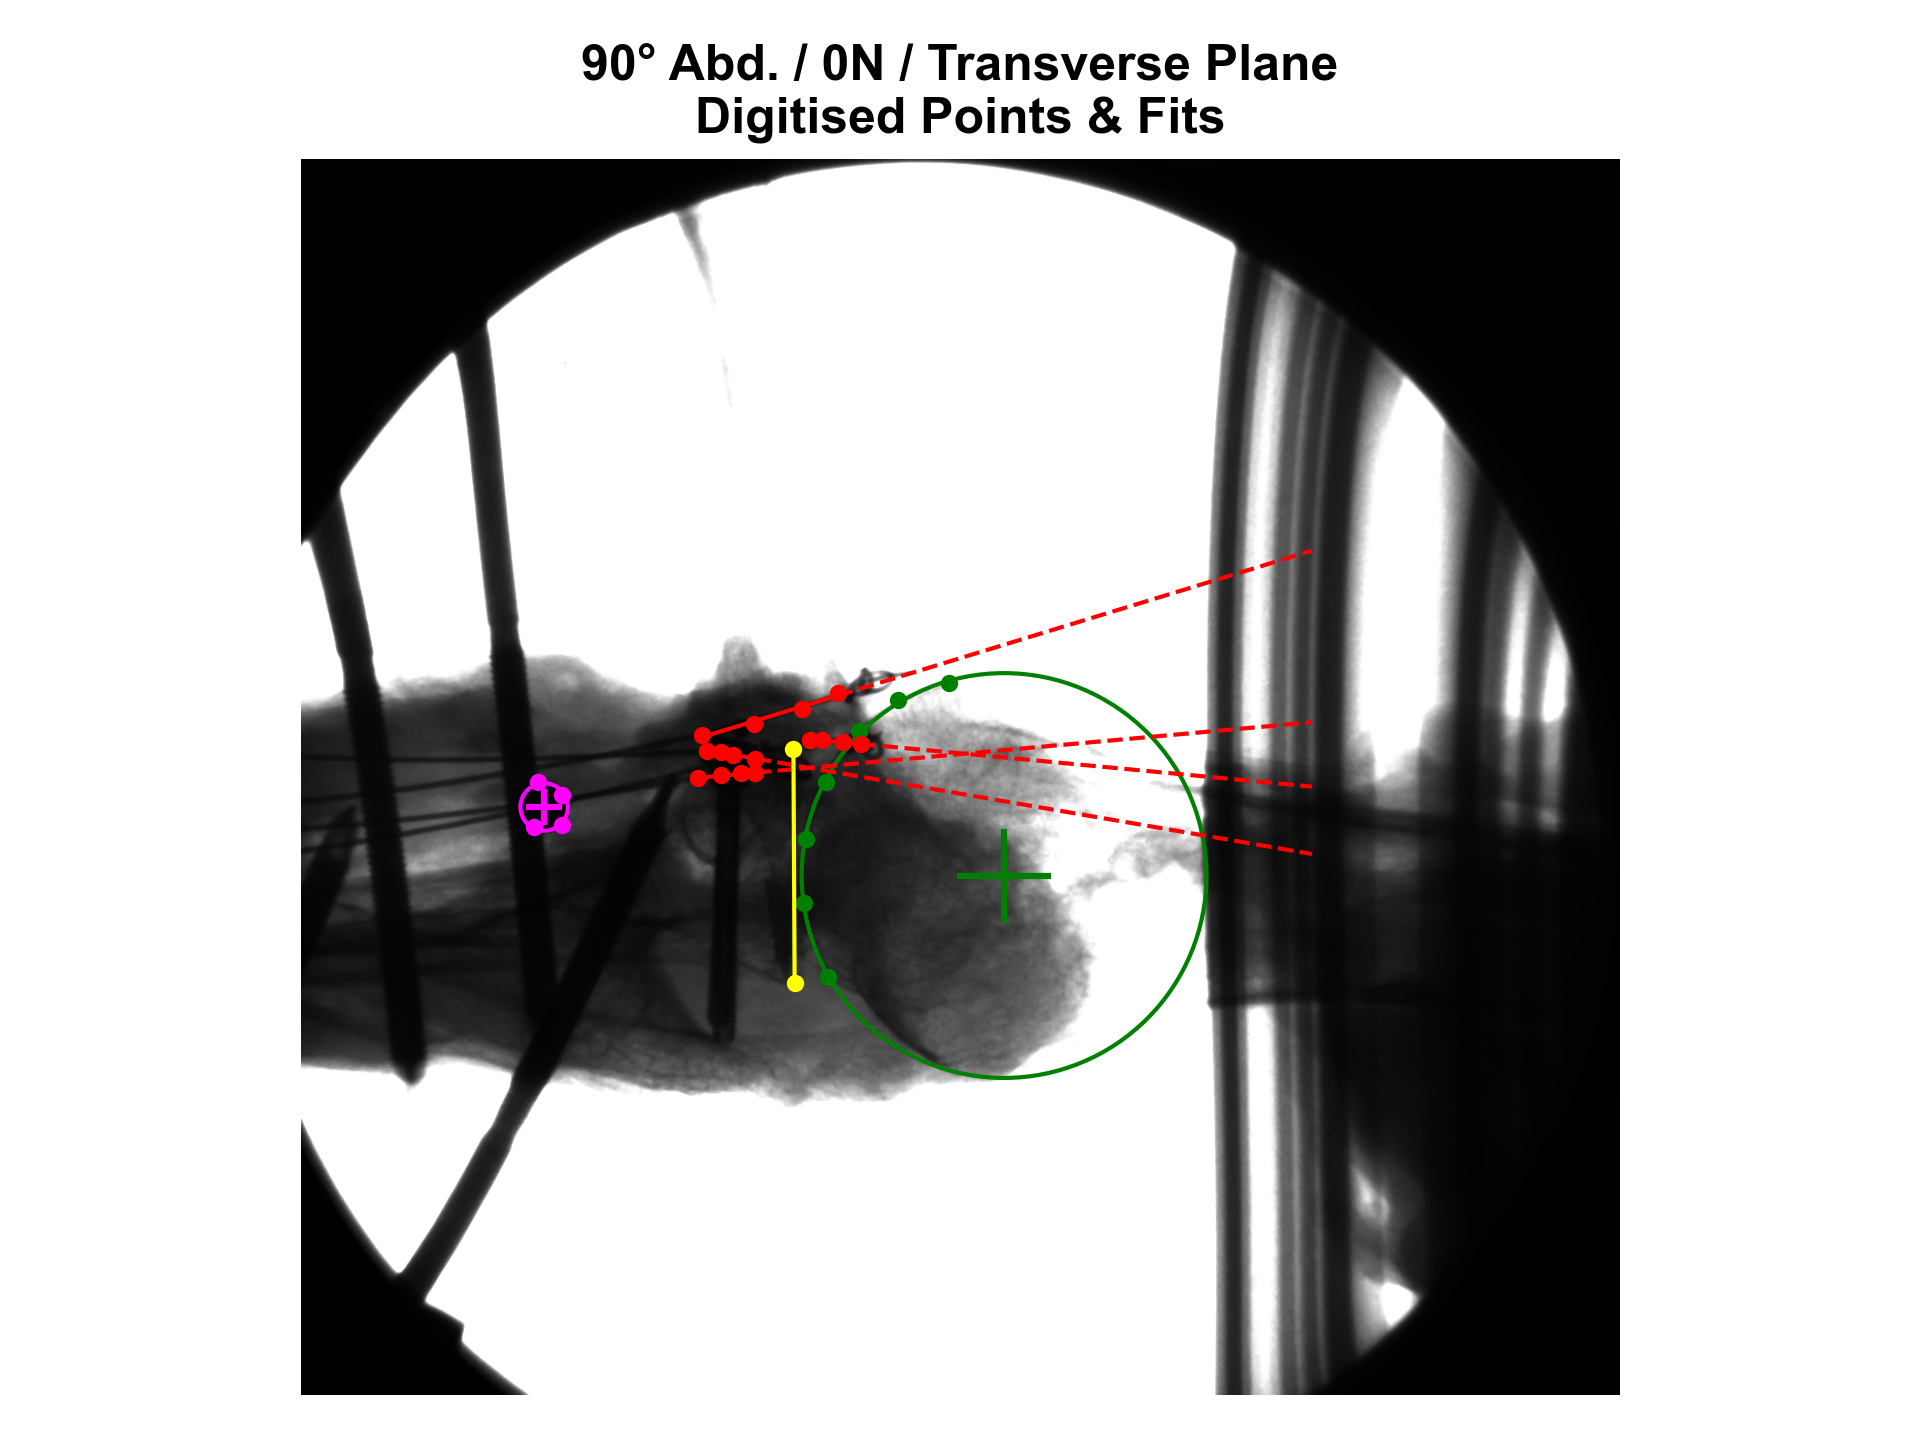 90° Abd. / 0N / Transverse Plane
Digitised Points & Fits